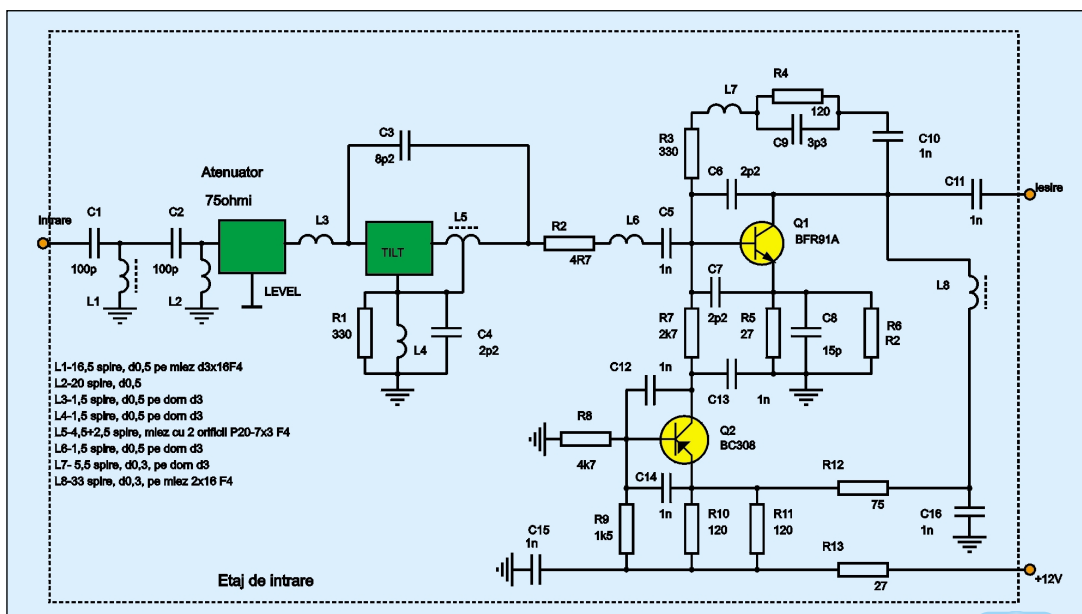 Intrare
C1
100p
L1
C2
100p
L2
Atenuator
75ohmi
LEVEL
L3
C3
8p2
TILT
L5
R1
330
L4
C4
2p2
R2
4R7
L6
C5
1n
R3
330
L7
R4
120
C9
3p3
C6
2p2
C10
1n
C11
1n
Iesire
Q1
BFR91A
C7
2p2
R7
2k7
R5
27
C8
15p
R6
R2
L8
C12
1n
C13
1n
R8
4k7
Q2
BC308
C14
1n
R9
1k5
R10
120
R11
120
R12
75
C16
1n
C15
1n
R13
27
+12V
L1-16,5 spire, d0,5 pe miez d3x16F4
L2-20 spire, d0,5
L3-1,5 spire, d0,5 pe dorn d3
L4-1,5 spire, d0,5 pe dorn d3
L5-4,5+2,5 spire, miez cu 2 orificii P20-7x3 F4
L6-1,5 spire, d0,5 pe dorn d3
L7- 5,5 spire, d0,3, pe dorn d3
L8-33 spire, d0,3, pe miez 2x16 F4
Etaj de intrare